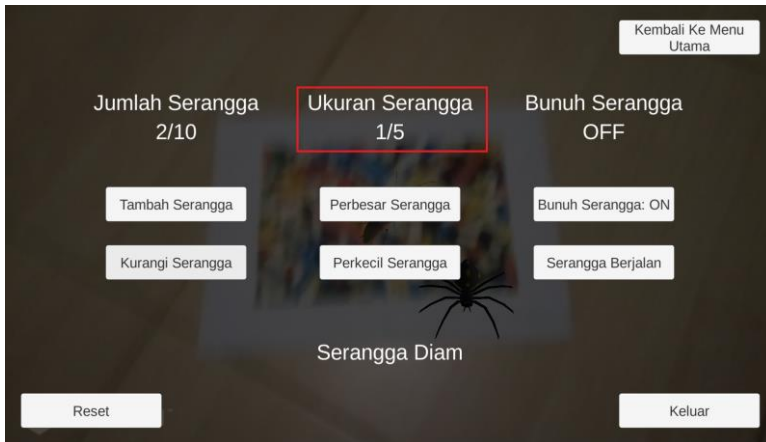 Kembali Ke Menu
Utama
Jumlah Serangga
2/10
Ukuran Serangga
1/5
Bunuh Serangga
OFF
Tambah Serangga
Perbesar Serangga
Bunuh Serangga: ON
Kurangi Serangga
Perkecil Serangga
Serangga Berjalan
Serangga Diam
Reset
Keluar